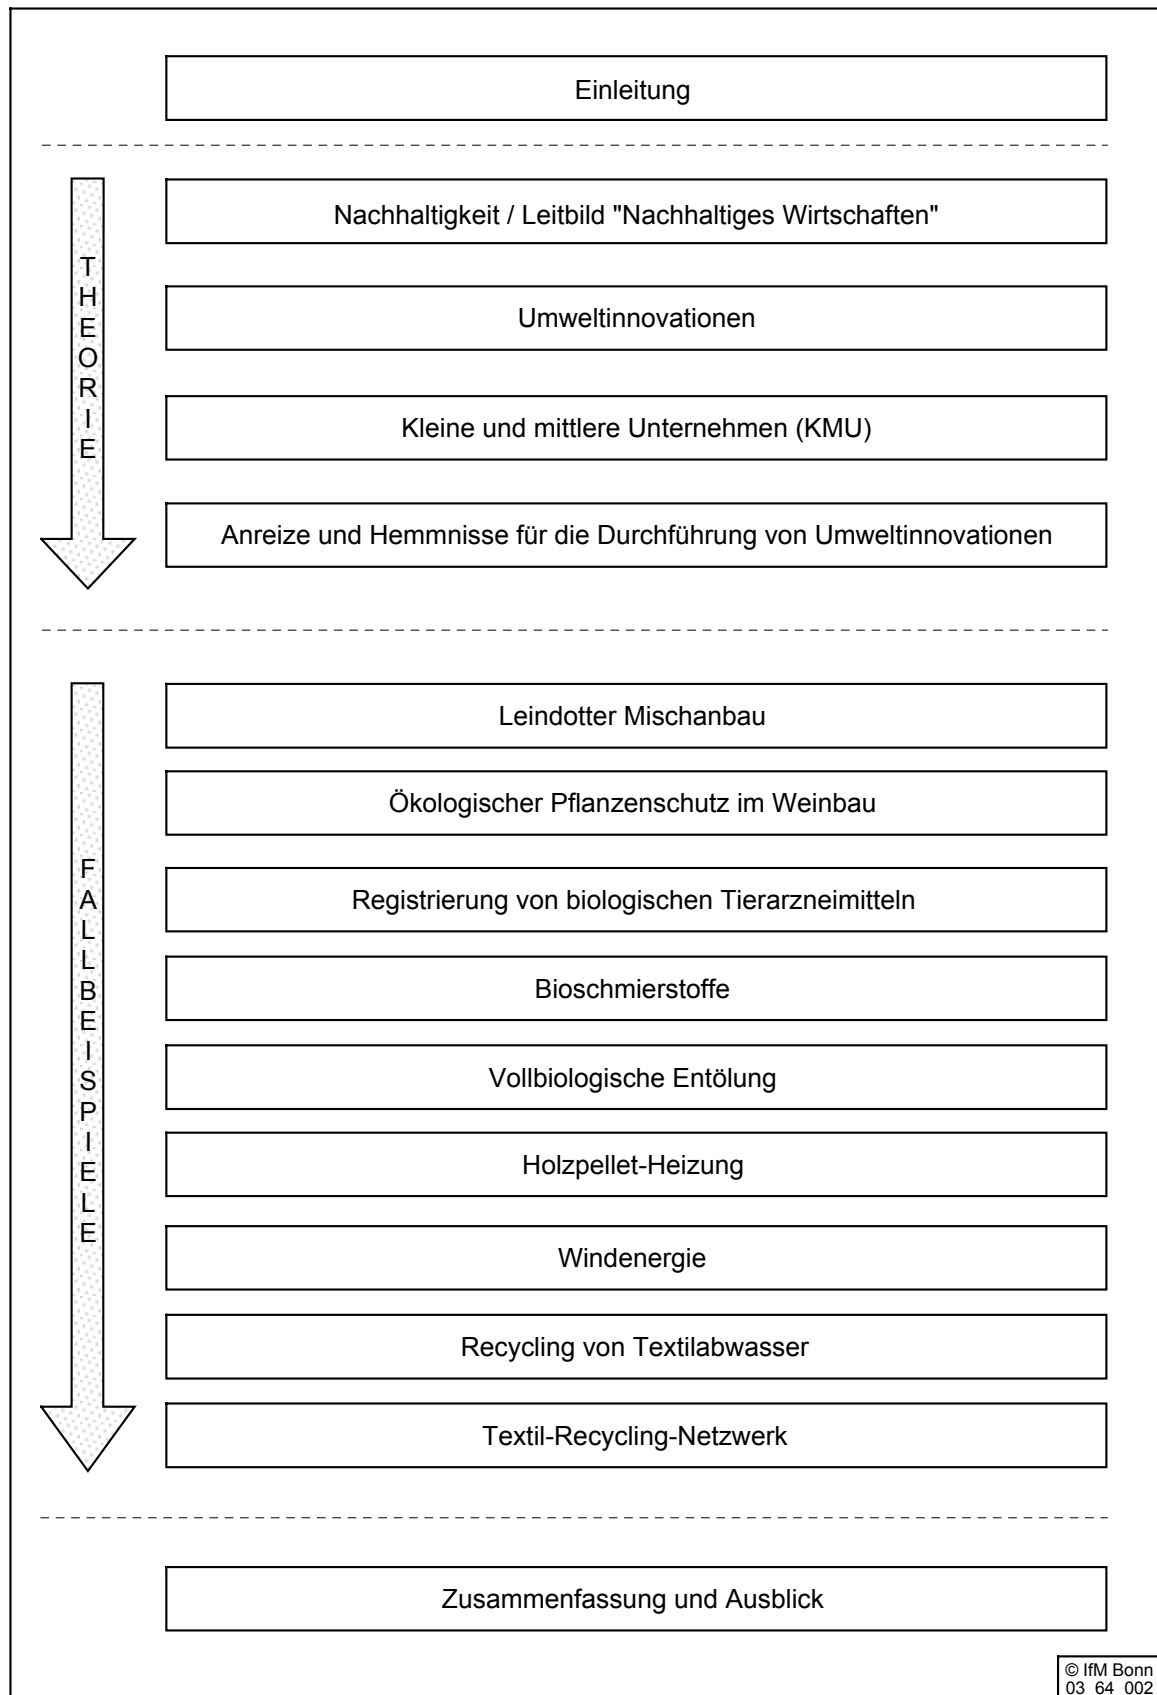 Einleitung
THEORIE
Nachhaltigkeit / Leitbild "Nachhaltiges Wirtschaften"
Umweltinnovationen
Kleine und mittlere Unternehmen (KMU)
Anreize und Hemmnisse für die Durchführung von Umweltinnovationen
FALLBEISPIELE
Leindotter Mischanbau
Ökologischer Pflanzenschutz im Weinbau
Registrierung von biologischen Tierarzneimitteln
Bioschmierstoffe
Vollbiologische Entölung
Holzpellet-Heizung
Windenergie
Recycling von Textilabwasser
Textil-Recycling-Netzwerk
Zusammenfassung und Ausblick
© IfM Bonn
03 64 002